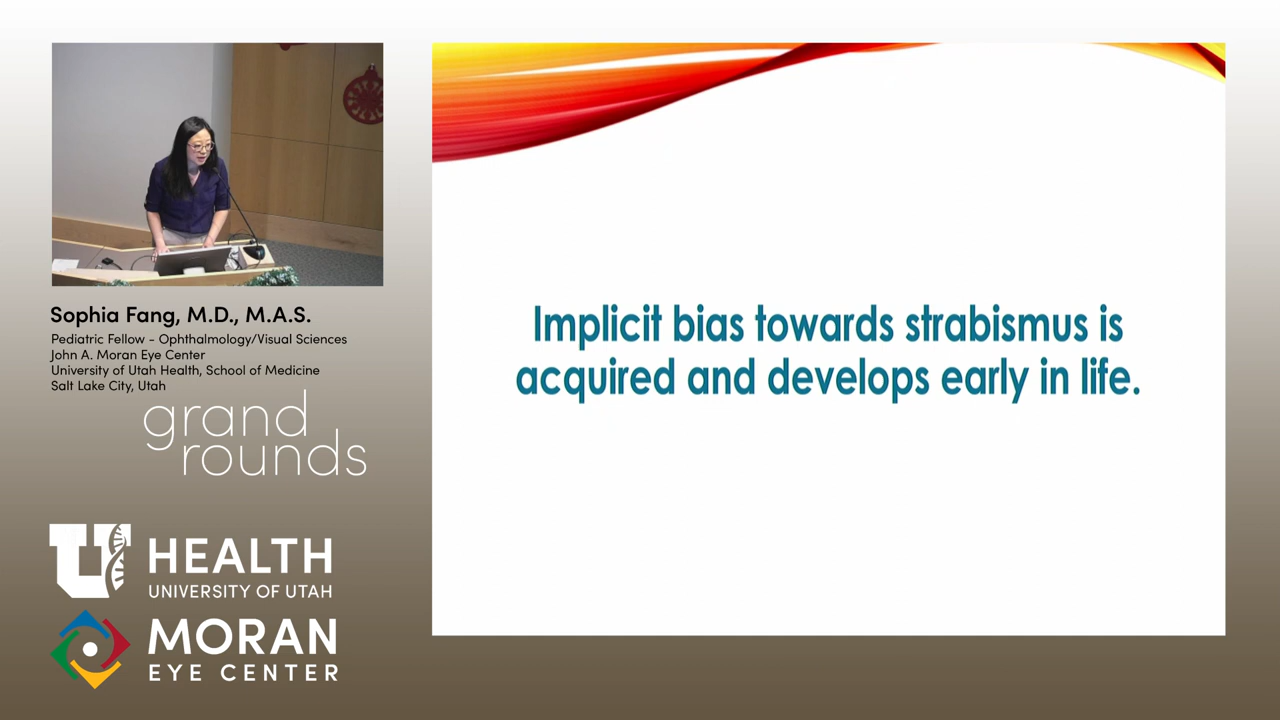 Sophia Fang, M.D., M.A.S.
Pediatric Fellow - Ophthalmology/Visual Sciences
John A. Moran Eye Center
University of Utah Health, School of Medicine
Salt Lake City, Utah
grand
rounds
U HEALTH
UNIVERSITY OF UTAH
MORAN
EYE CENTER
Implicit bias towards strabismus is
acquired and develops early in life.